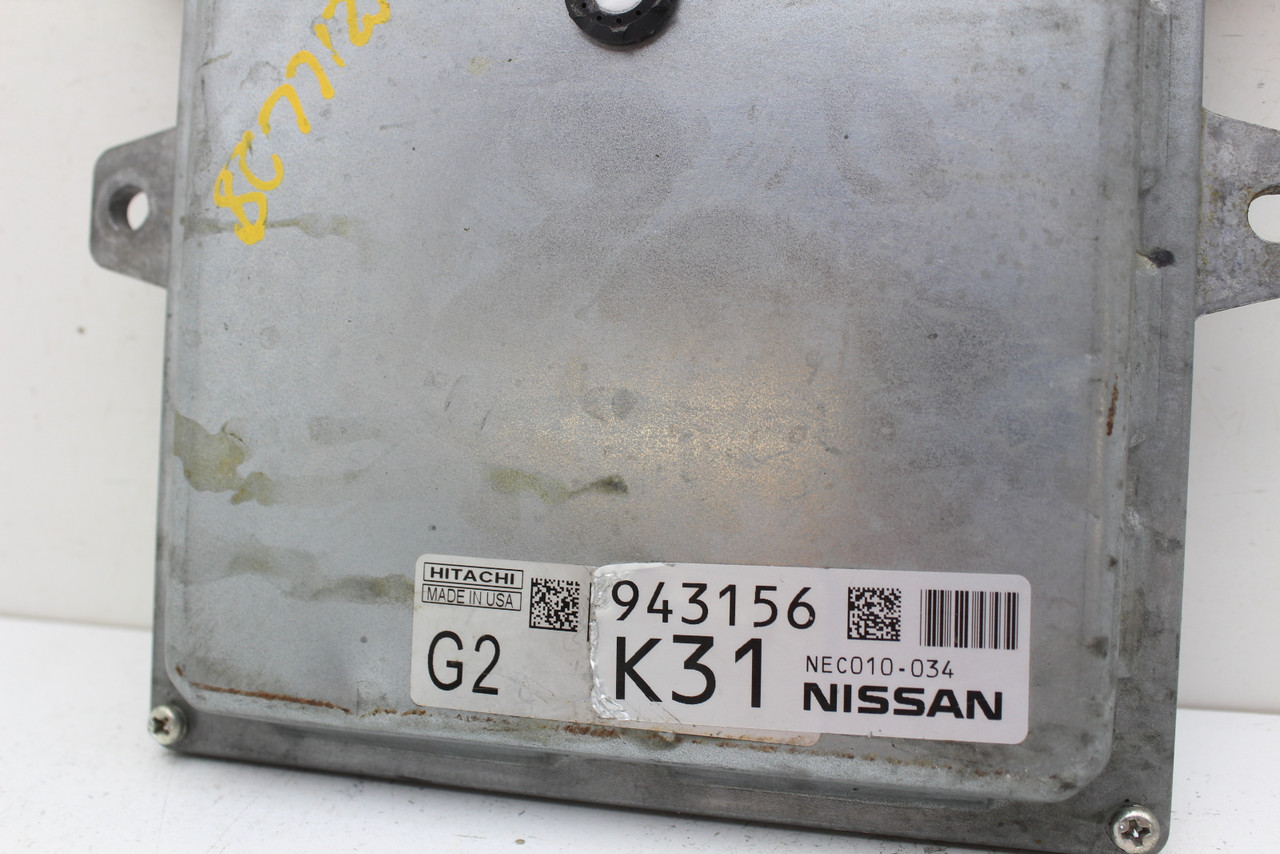 HITACHI
MADE IN USA
G2
943156
K31
NEC010-034
NISSAN